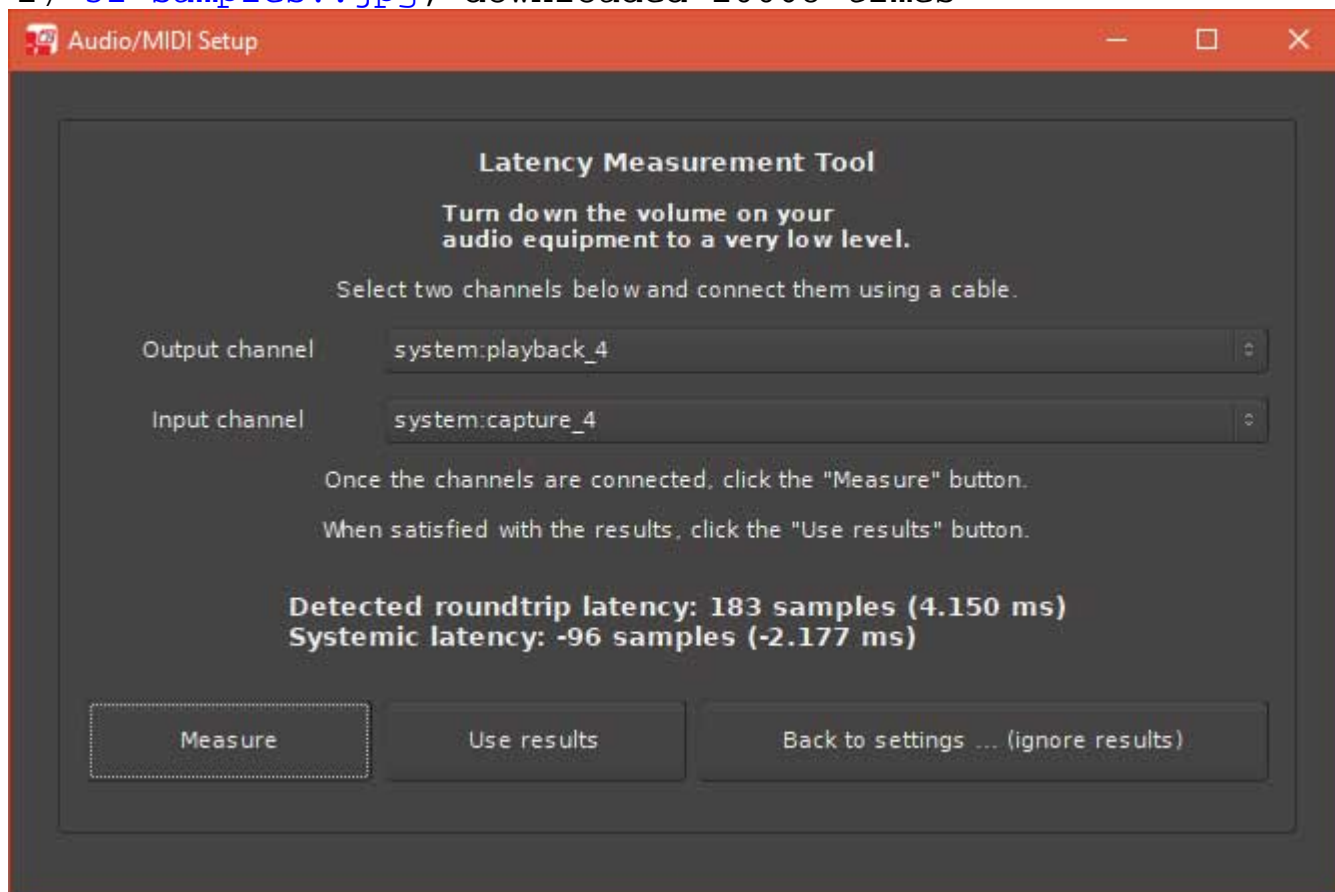 Audio/MIDI Setup
Latency Measurement Tool
Turn down the volume on your
audio equipment to a very low level.
Select two channels below and connect them using a cable.
Output channel system:playback_4
Input channel system:capture_4
Once the channels are connected, click the "Measure" button.
When satisfied with the results, click the "Use results" button.
Detected roundtrip latency: 183 samples (4.150 ms)
Systemic latency: -96 samples (-2.177 ms)
Measure Use results Back to settings ... (ignore results)